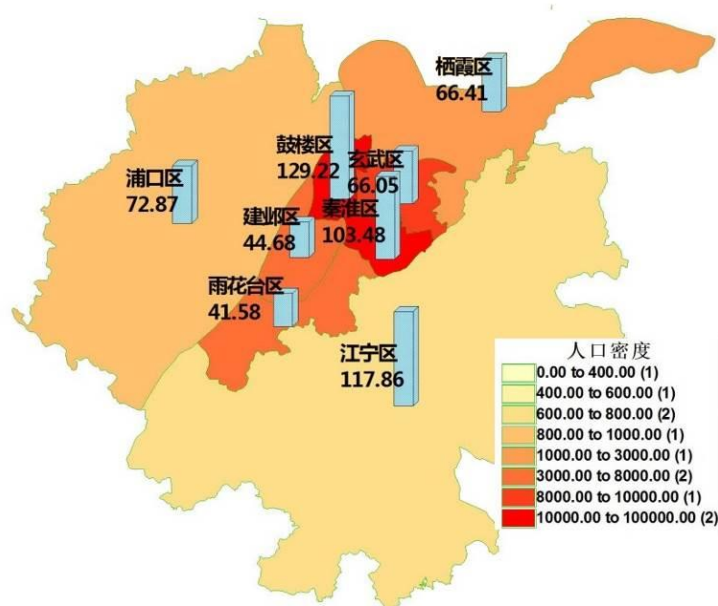 栖霞区
66.41
鼓楼区
129.22
玄武区
66.05
浦口区
72.87
秦淮区
103.48
建邺区
44.68
雨花台区
41.58
江宁区
117.86
人口密度
0.00 to 400.00 (1)
400.00 to 600.00 (1)
600.00 to 800.00 (2)
800.00 to 1000.00 (1)
1000.00 to 3000.00 (1)
3000.00 to 8000.00 (2)
8000.00 to 10000.00 (1)
10000.00 to 100000.00 (2)